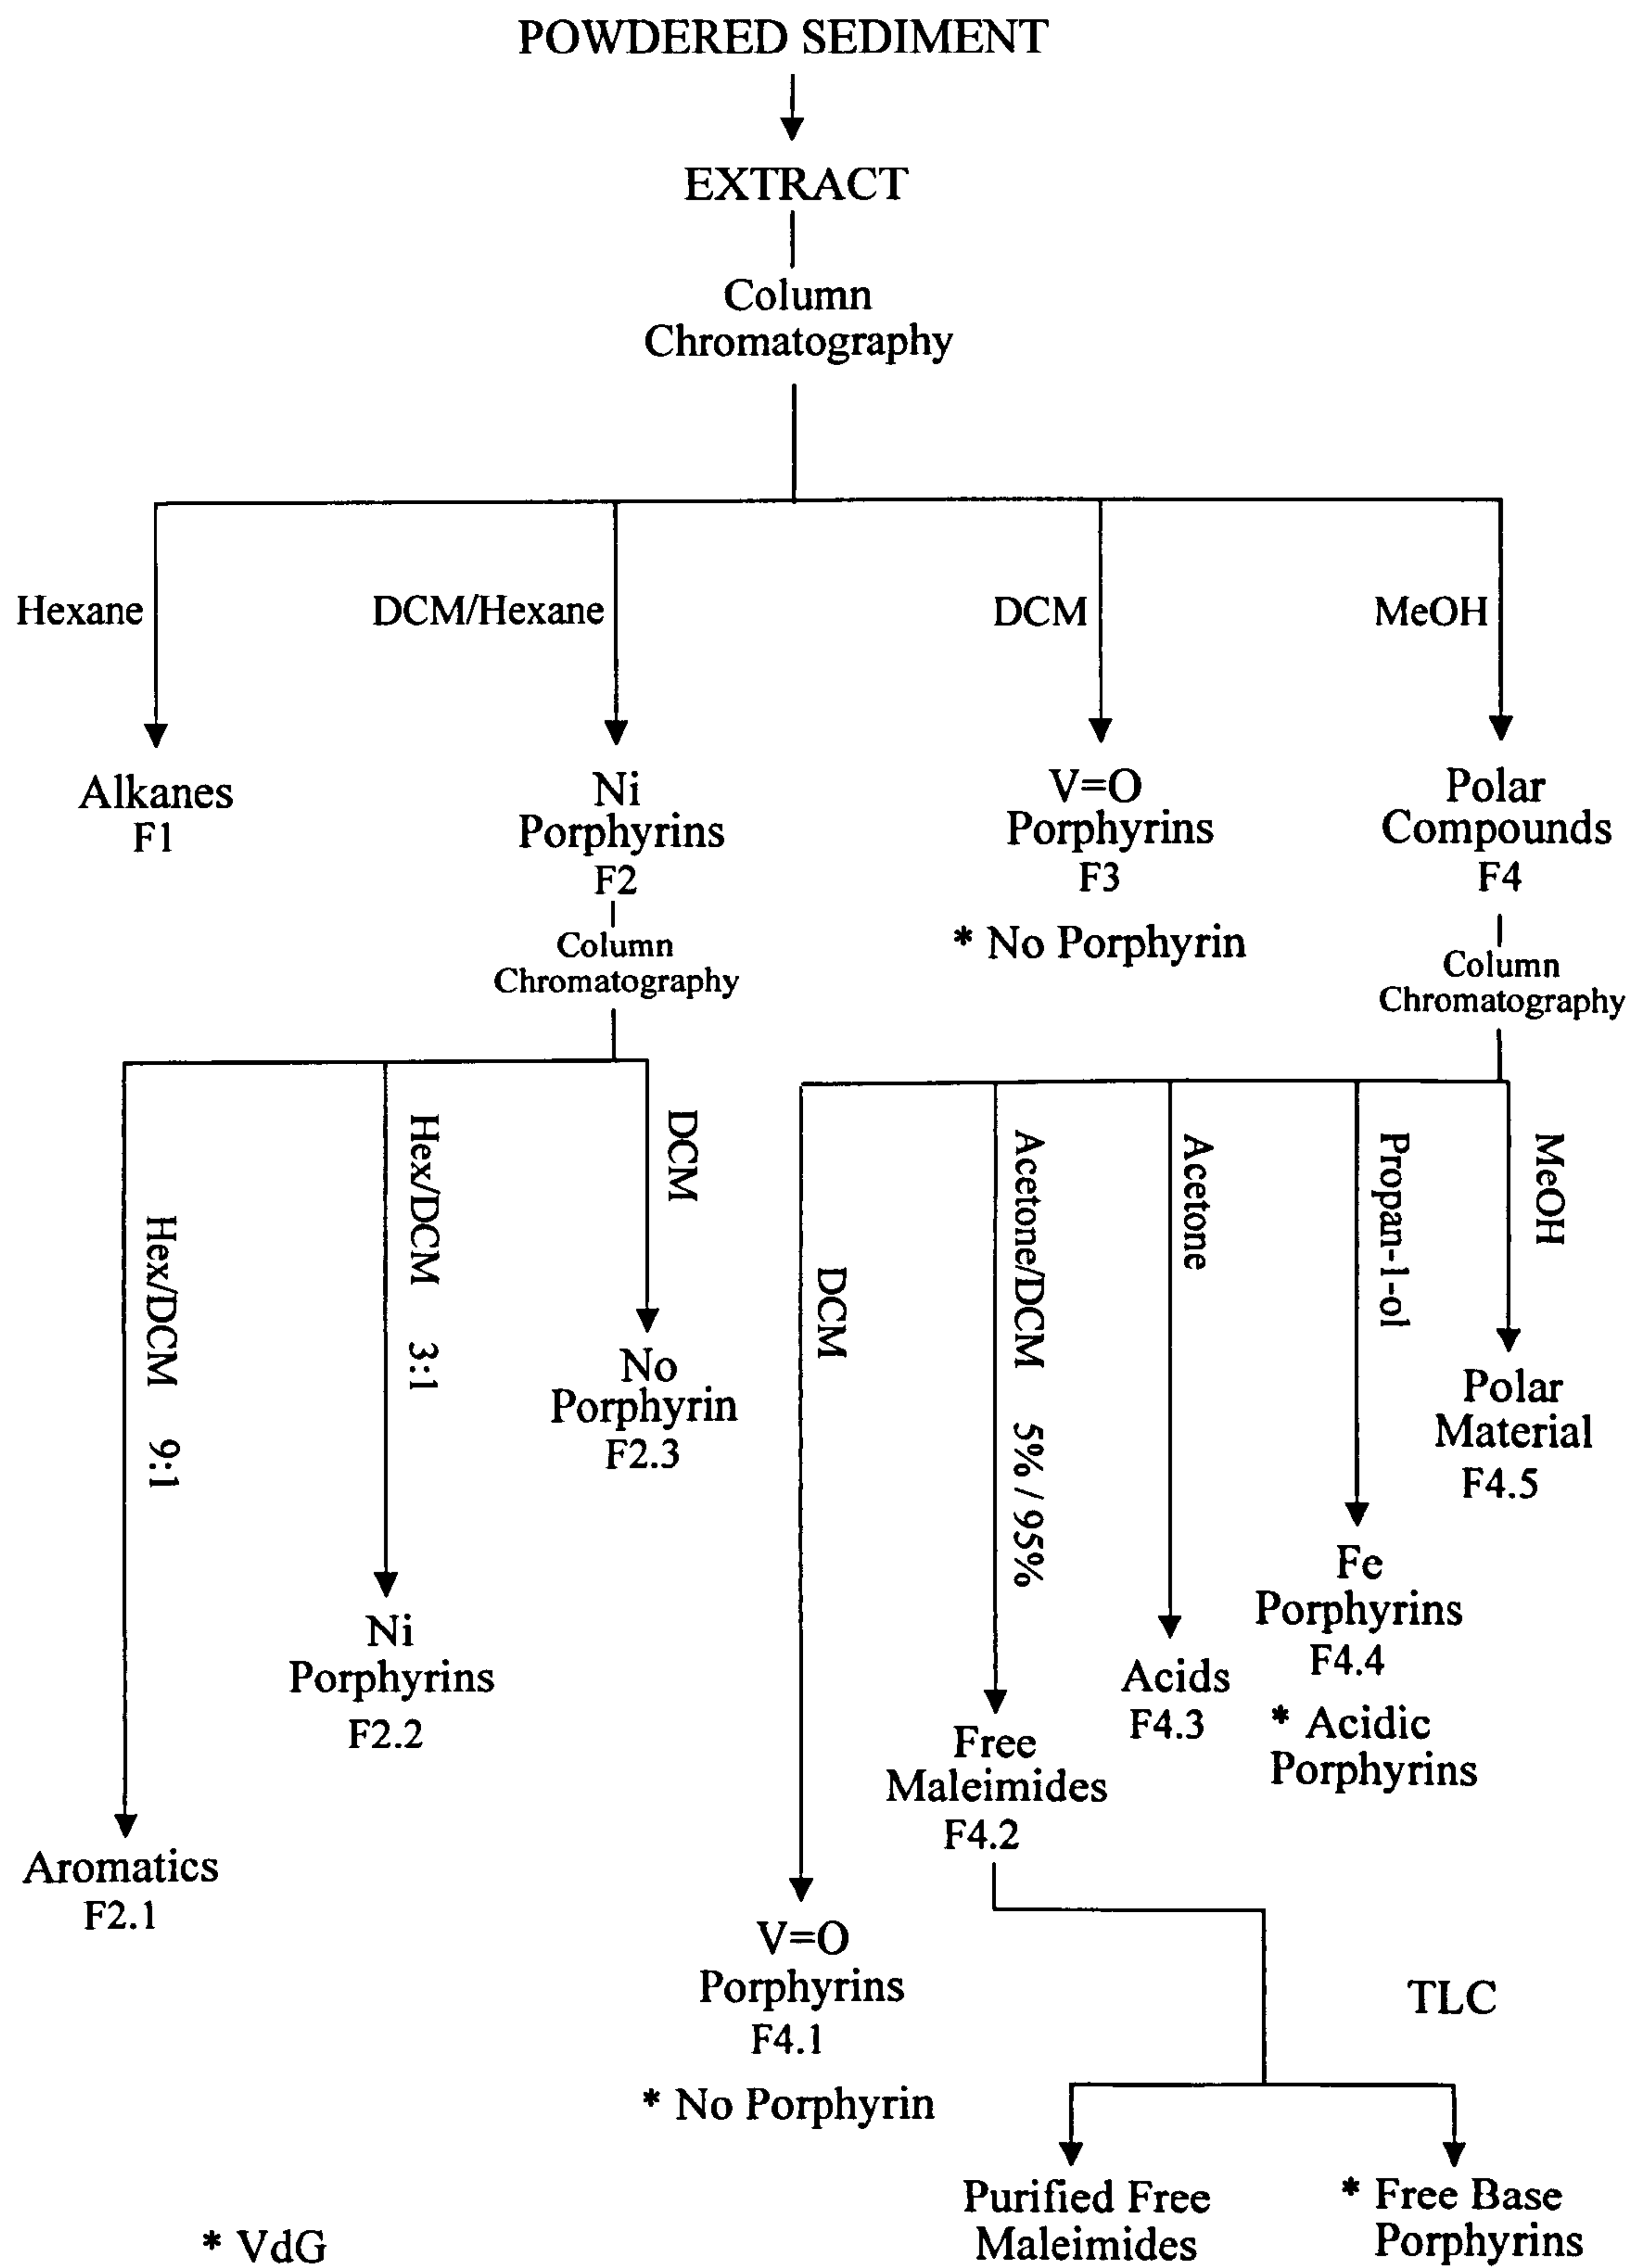 POWDERED SEDIMENT
EXTRACT
Column
Chromatography
Hexane
DCM/Hexane
DCM
MeOH
Alkanes
F1
Ni
Porphyrins
F2
V=O
Porphyrins
F3
* No Porphyrin
Polar
Compounds
F4
Column
Chromatography
Column
Chromatography
Hex/DCM 9:1
Hex/DCM 3:1
DCM
DCM
Acetone/DCM 5% / 95%
Acetone
Propan-1-ol
MeOH
No
Porphyrin
F2.3
Polar
Material
F4.5
Ni
Porphyrins
F2.2
Fe
Porphyrins
F4.4
* Acidic
Porphyrins
Acids
F4.3
Free
Maleimides
F4.2
Aromatics
F2.1
V=O
Porphyrins
F4.1
* No Porphyrin
TLC
Purified Free
Maleimides
* Free Base
Porphyrins
* VdG